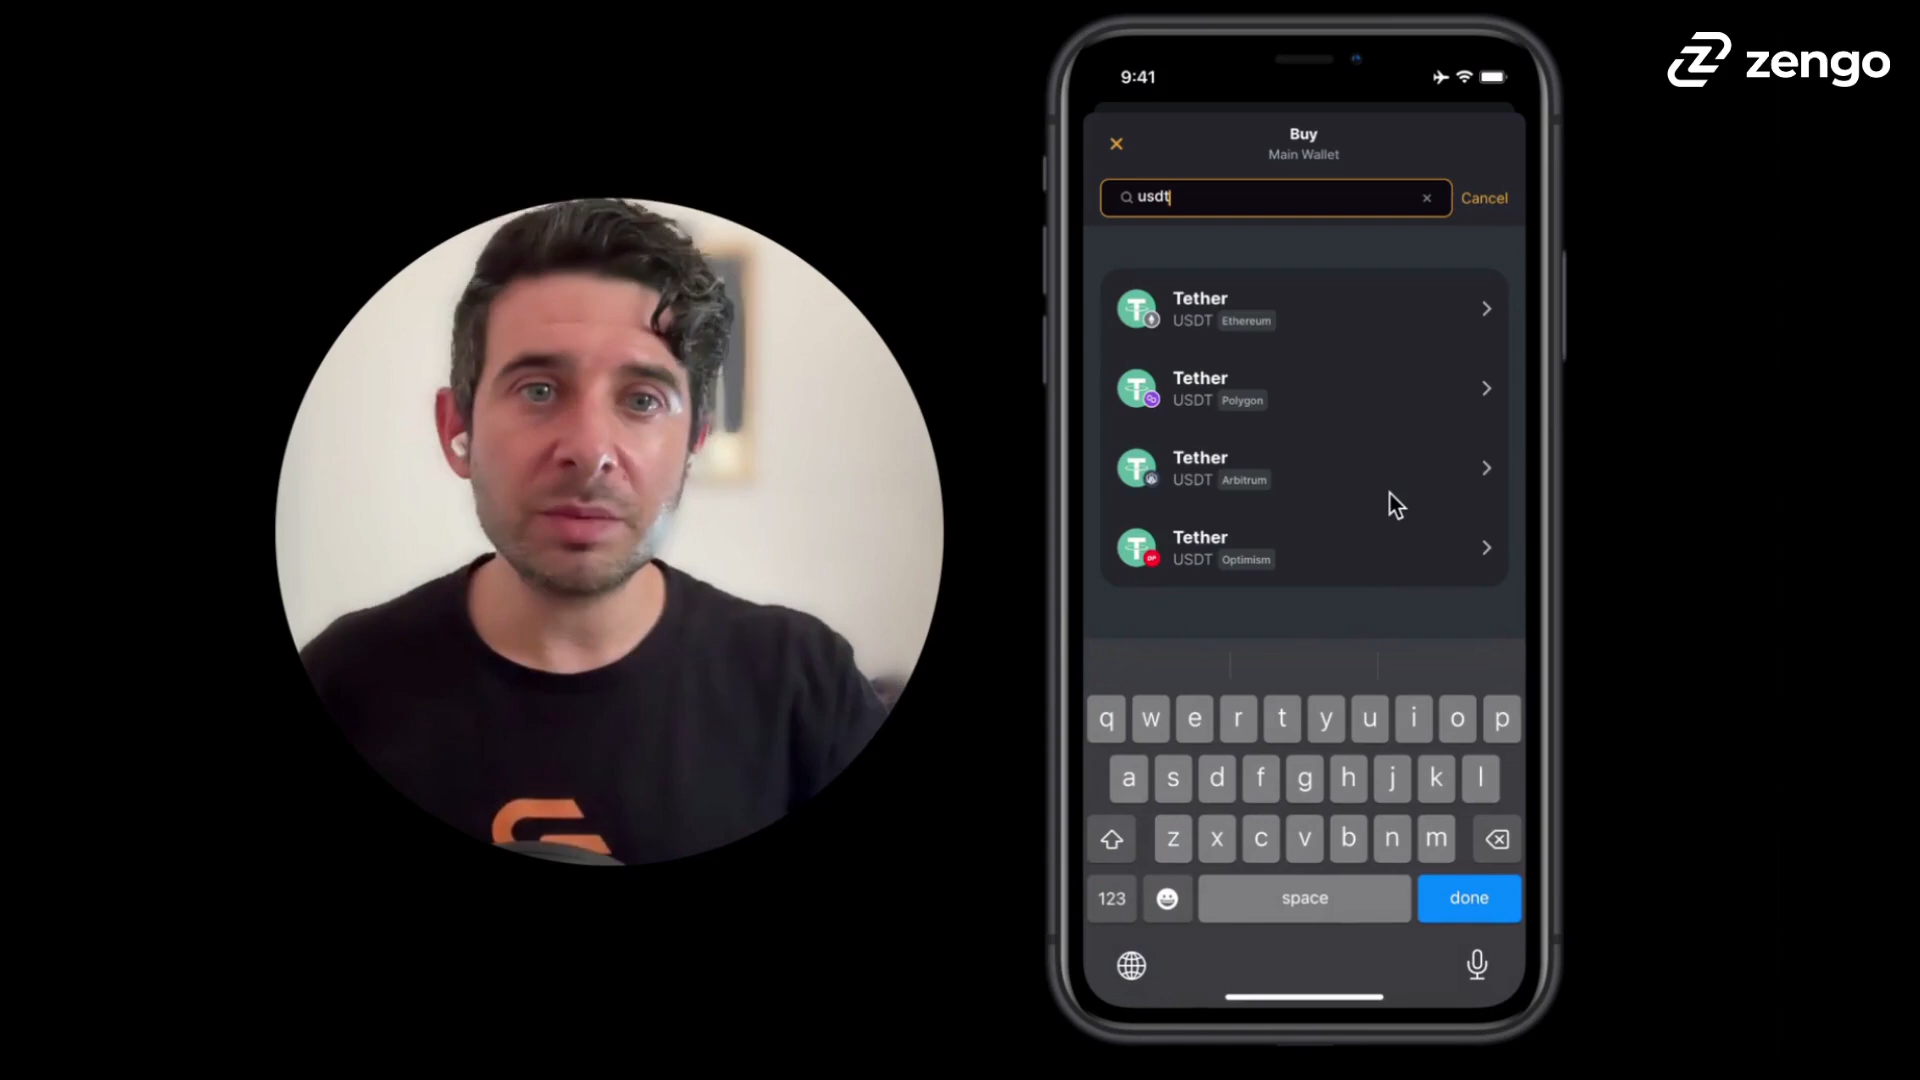 zengo
9:41
Buy
Main Wallet
usdt
Cancel
Tether
USDT Ethereum
Tether
USDT Polygon
Tether
USDT Arbitrum
Tether
USDT Optimism
q w e r t y u i o p
a s d f g h j k l
z x c v b n m
123 space done